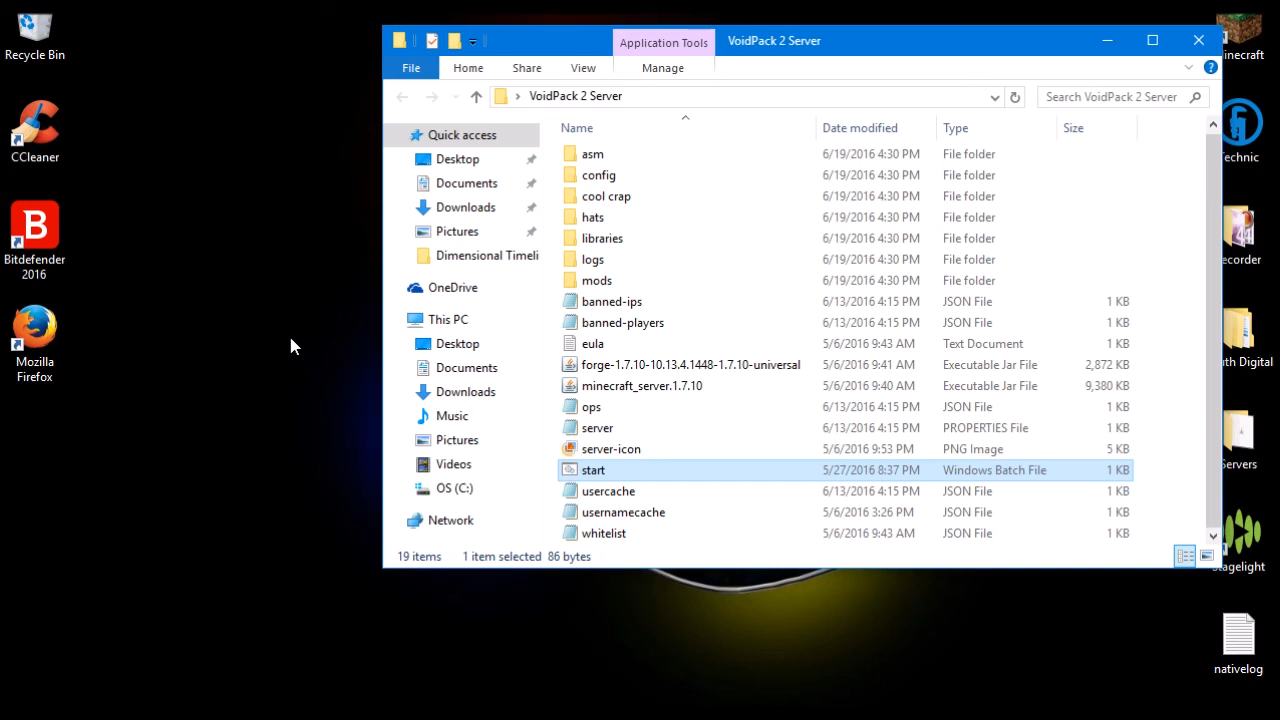 Recycle Bin
CCleaner
Bitdefender
2016
Mozilla
Firefox
Application Tools
VoidPack 2 Server
File
Home
Share
View
Manage
VoidPack 2 Server
Search VoidPack 2 Server
Quick access
Desktop
Documents
Downloads
Pictures
Dimensional Timeli
OneDrive
This PC
Desktop
Documents
Downloads
Music
Pictures
Videos
OS (C:)
Network
Name Date modified Type Size
asm 6/19/2016 4:30 PM File folder
config 6/19/2016 4:30 PM File folder
cool crap 6/19/2016 4:30 PM File folder
hats 6/19/2016 4:30 PM File folder
libraries 6/19/2016 4:30 PM File folder
logs 6/19/2016 4:30 PM File folder
mods 6/19/2016 4:30 PM File folder
banned-ips 6/13/2016 4:15 PM JSON File 1 KB
banned-players 6/13/2016 4:15 PM JSON File 1 KB
eula 5/6/2016 9:43 AM Text Document 1 KB
forge-1.7.10-10.13.4.1448-1.7.10-universal 5/6/2016 9:41 AM Executable Jar File 2,872 KB
minecraft_server.1.7.10 5/6/2016 9:40 AM Executable Jar File 9,380 KB
ops 6/13/2016 4:15 PM JSON File 1 KB
server 6/13/2016 4:15 PM PROPERTIES File 1 KB
server-icon 5/6/2016 9:53 PM PNG Image 5 KB
start 5/27/2016 8:37 PM Windows Batch File 1 KB
usercache 6/13/2016 4:15 PM JSON File 1 KB
usernamecache 5/6/2016 3:26 PM JSON File 1 KB
whitelist 5/6/2016 9:43 AM JSON File 1 KB
19 items 1 item selected 86 bytes
inecraft
echnic
ecorder
uth Digital
Servers
tagelight
nativelog